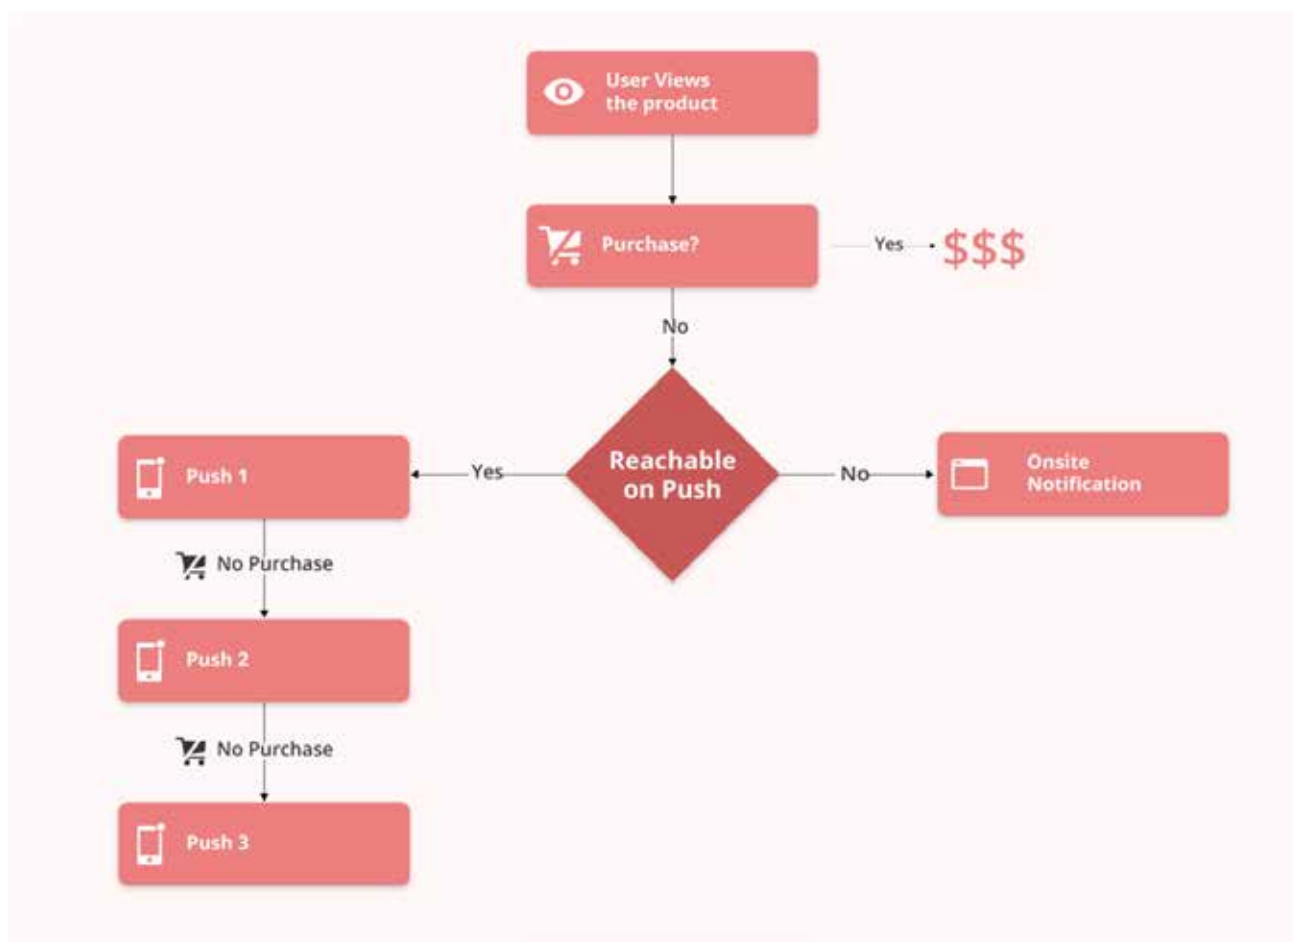 User Views
the product
Purchase?
Yes
$$$
No
Reachable
on Push
Yes
No
Push 1
Onsite
Notification
No Purchase
Push 2
No Purchase
Push 3